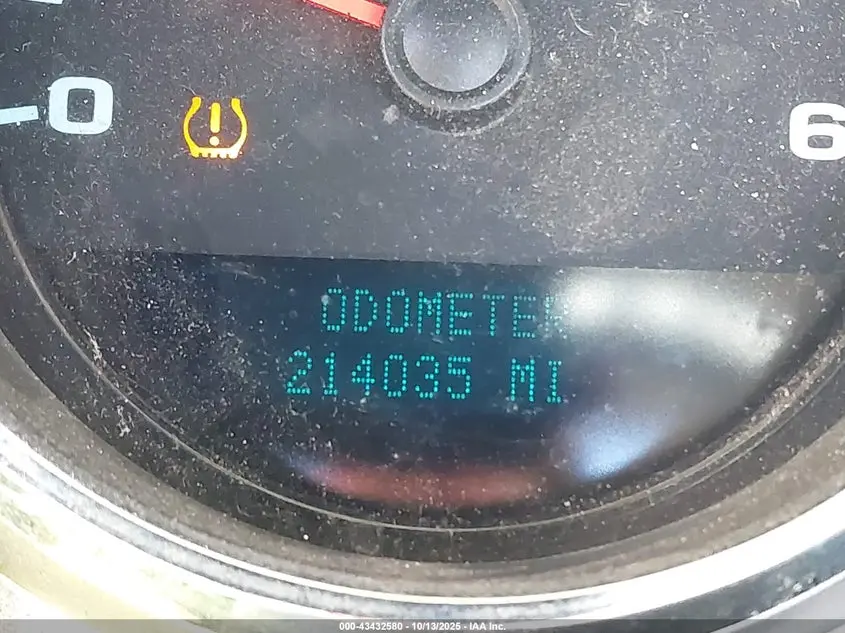 0
6
ODOMETER
214035 MI
000-43432580 - 10/13/2025 - IAA Inc.